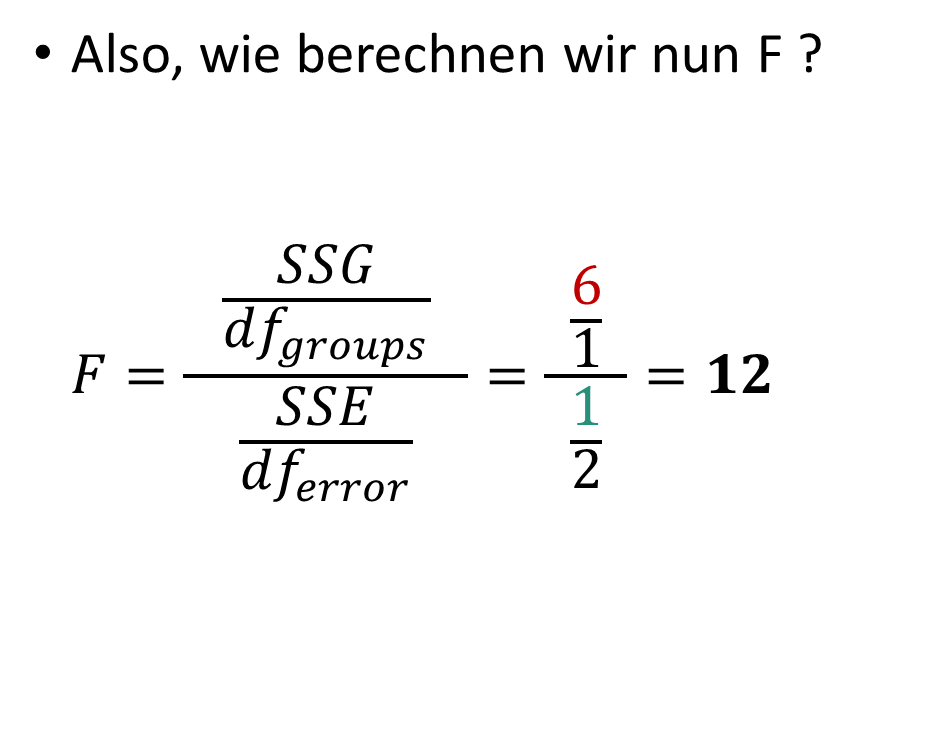 • Also, wie berechnen wir nun F ?
SSG
6
df_groups
1
F = = = 12
SSE
1
df_error
2